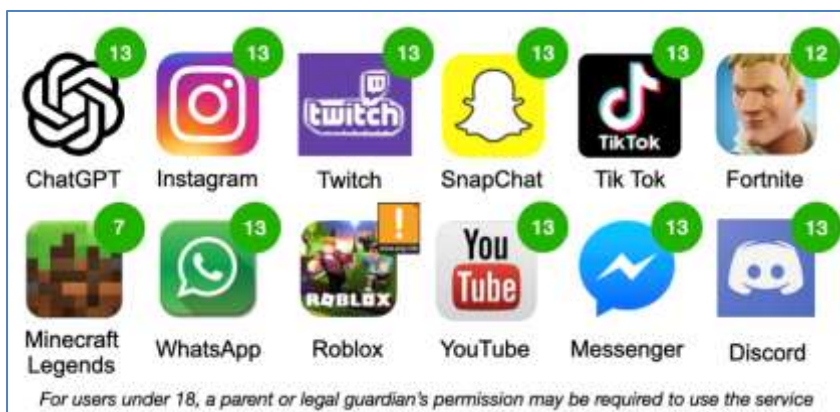 13 13 13 13 13 12
twitch
TikTok
ChatGPT Instagram Twitch SnapChat Tik Tok Fortnite
7 13 ! 13 13 13
You
Tube
ROBLOX
Minecraft
Legends WhatsApp Roblox YouTube Messenger Discord
For users under 18, a parent or legal guardian's permission may be required to use the service